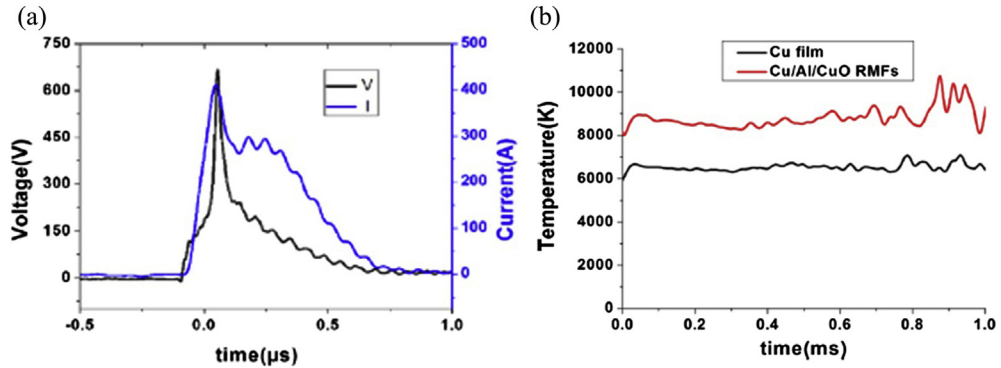 (a)
750
600
450
300
150
0
Voltage(V)
V
I
500
400
300
200
100
0
Current(A)
-0.5
0.0
0.5
1.0
time(μs)
(b)
12000
10000
8000
6000
4000
2000
0
Temperature(K)
Cu film
Cu/Al/CuO RMFs
0.0
0.2
0.4
0.6
0.8
1.0
time(ms)